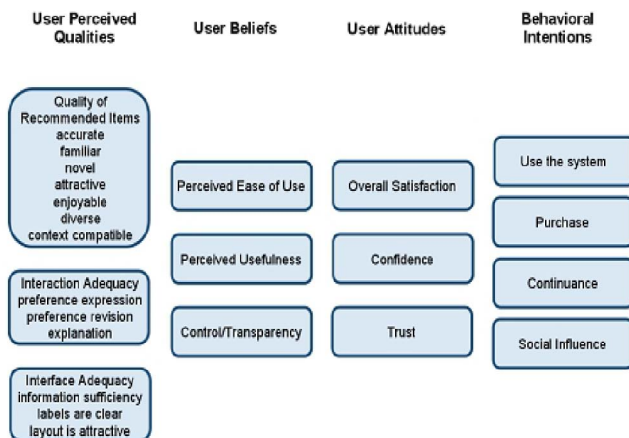 User Perceived
Qualities
User Beliefs
User Attitudes
Behavioral
Intentions
Quality of
Recommended Items
accurate
familiar
novel
attractive
enjoyable
diverse
context compatible
Interaction Adequacy
preference expression
preference revision
explanation
Interface Adequacy
information sufficiency
labels are clear
layout is attractive
Perceived Ease of Use
Perceived Usefulness
Control/Transparency
Overall Satisfaction
Confidence
Trust
Use the system
Purchase
Continuance
Social Influence